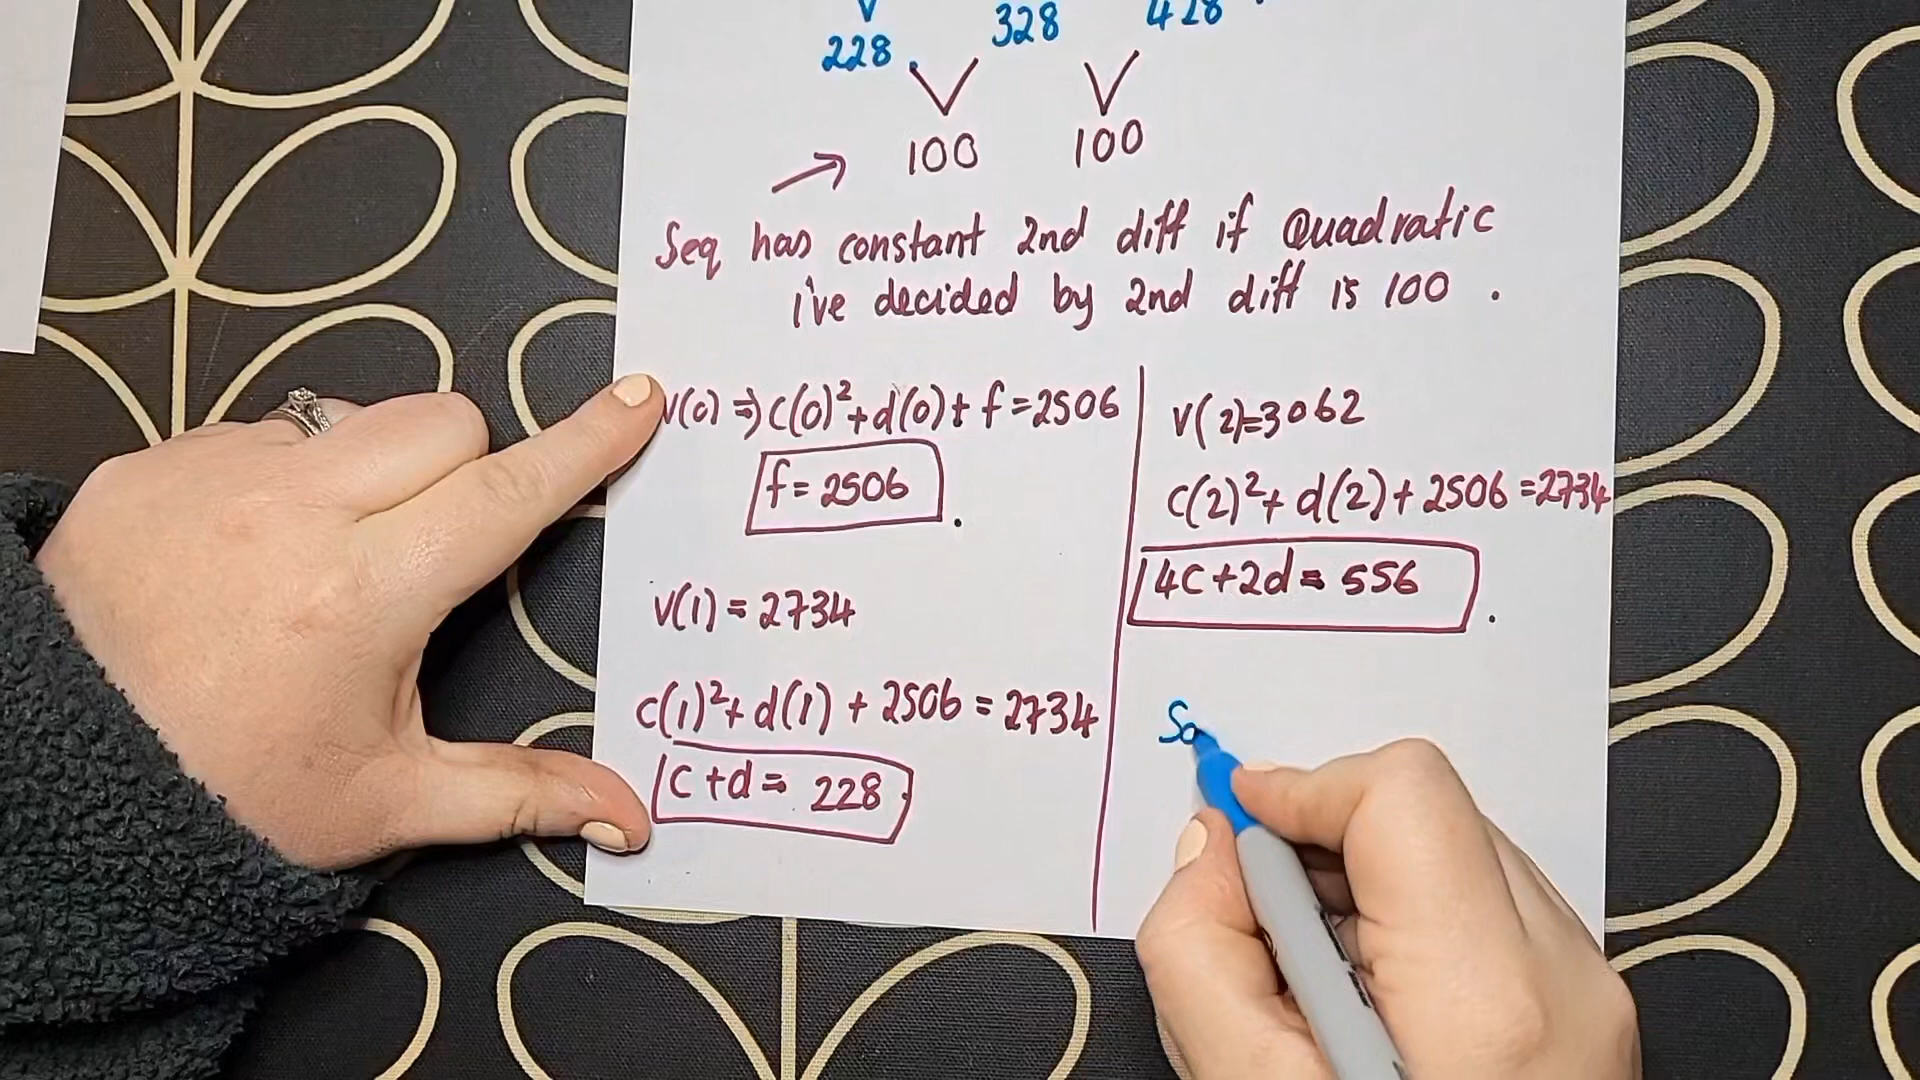 228 328 428
100 100
Seq has constant 2nd diff if Quadratic
i've decided by 2nd diff is 100 .
v(0) ⇒ c(0)²+d(0)+ f=2506
f= 2506
v(1) = 2734
c(1)²+ d(1) + 2506 = 2734
c+d= 228
v(2)=3062
c(2)²+ d(2)+ 2506 =2734
4c+2d= 556
So